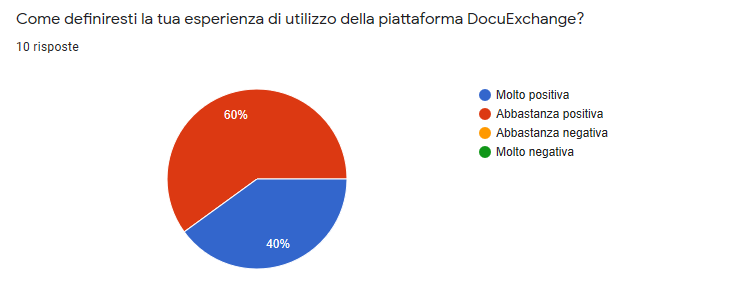 Come definiresti la tua esperienza di utilizzo della piattaforma DocuExchange?
10 risposte
60%
40%
Molto positiva
Abbastanza positiva
Abbastanza negativa
Molto negativa